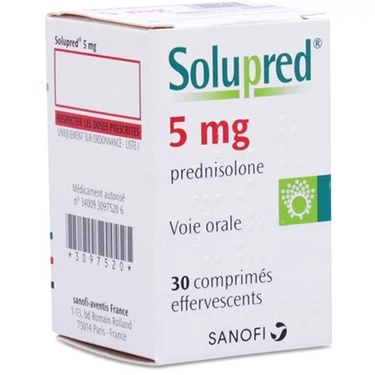 Solupred® 5 mg
RESPECTER LES DOSES PRESCRITES
UNIQUEMENT SUR ORDONNANCE - LISTE I
Médicament autorisé
n° 34009 3097520 6
*3097520*
sanofi-aventis France
1-13, bd Romain Rolland
75014 Paris - France
Solupred®
5 mg
prednisolone
Voie orale
30 comprimés
effervescents
SANOFI